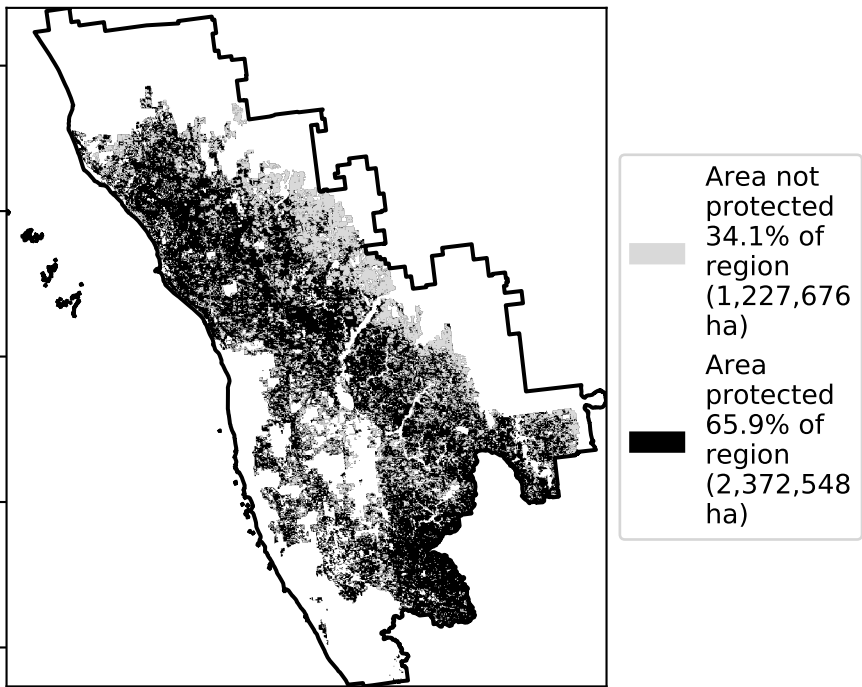 Area not
protected
34.1% of
region
(1,227,676
ha)
Area
protected
65.9% of
region
(2,372,548
ha)